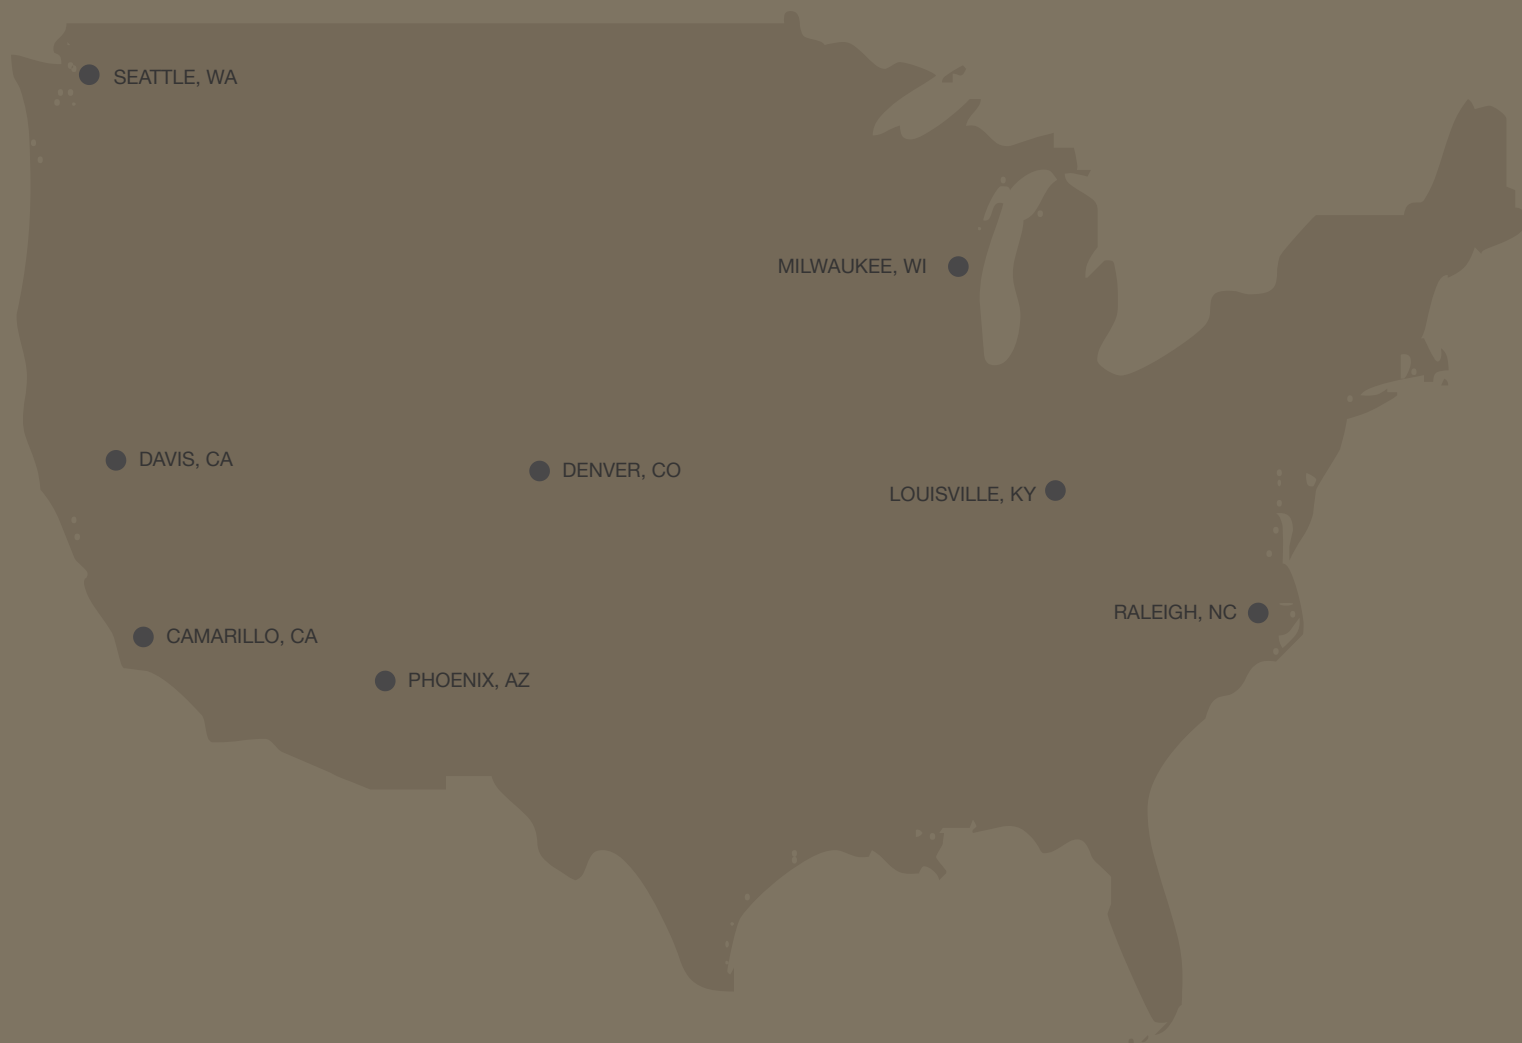 SEATTLE, WA
MILWAUKEE, WI
DAVIS, CA
DENVER, CO
LOUISVILLE, KY
RALEIGH, NC
CAMARILLO, CA
PHOENIX, AZ